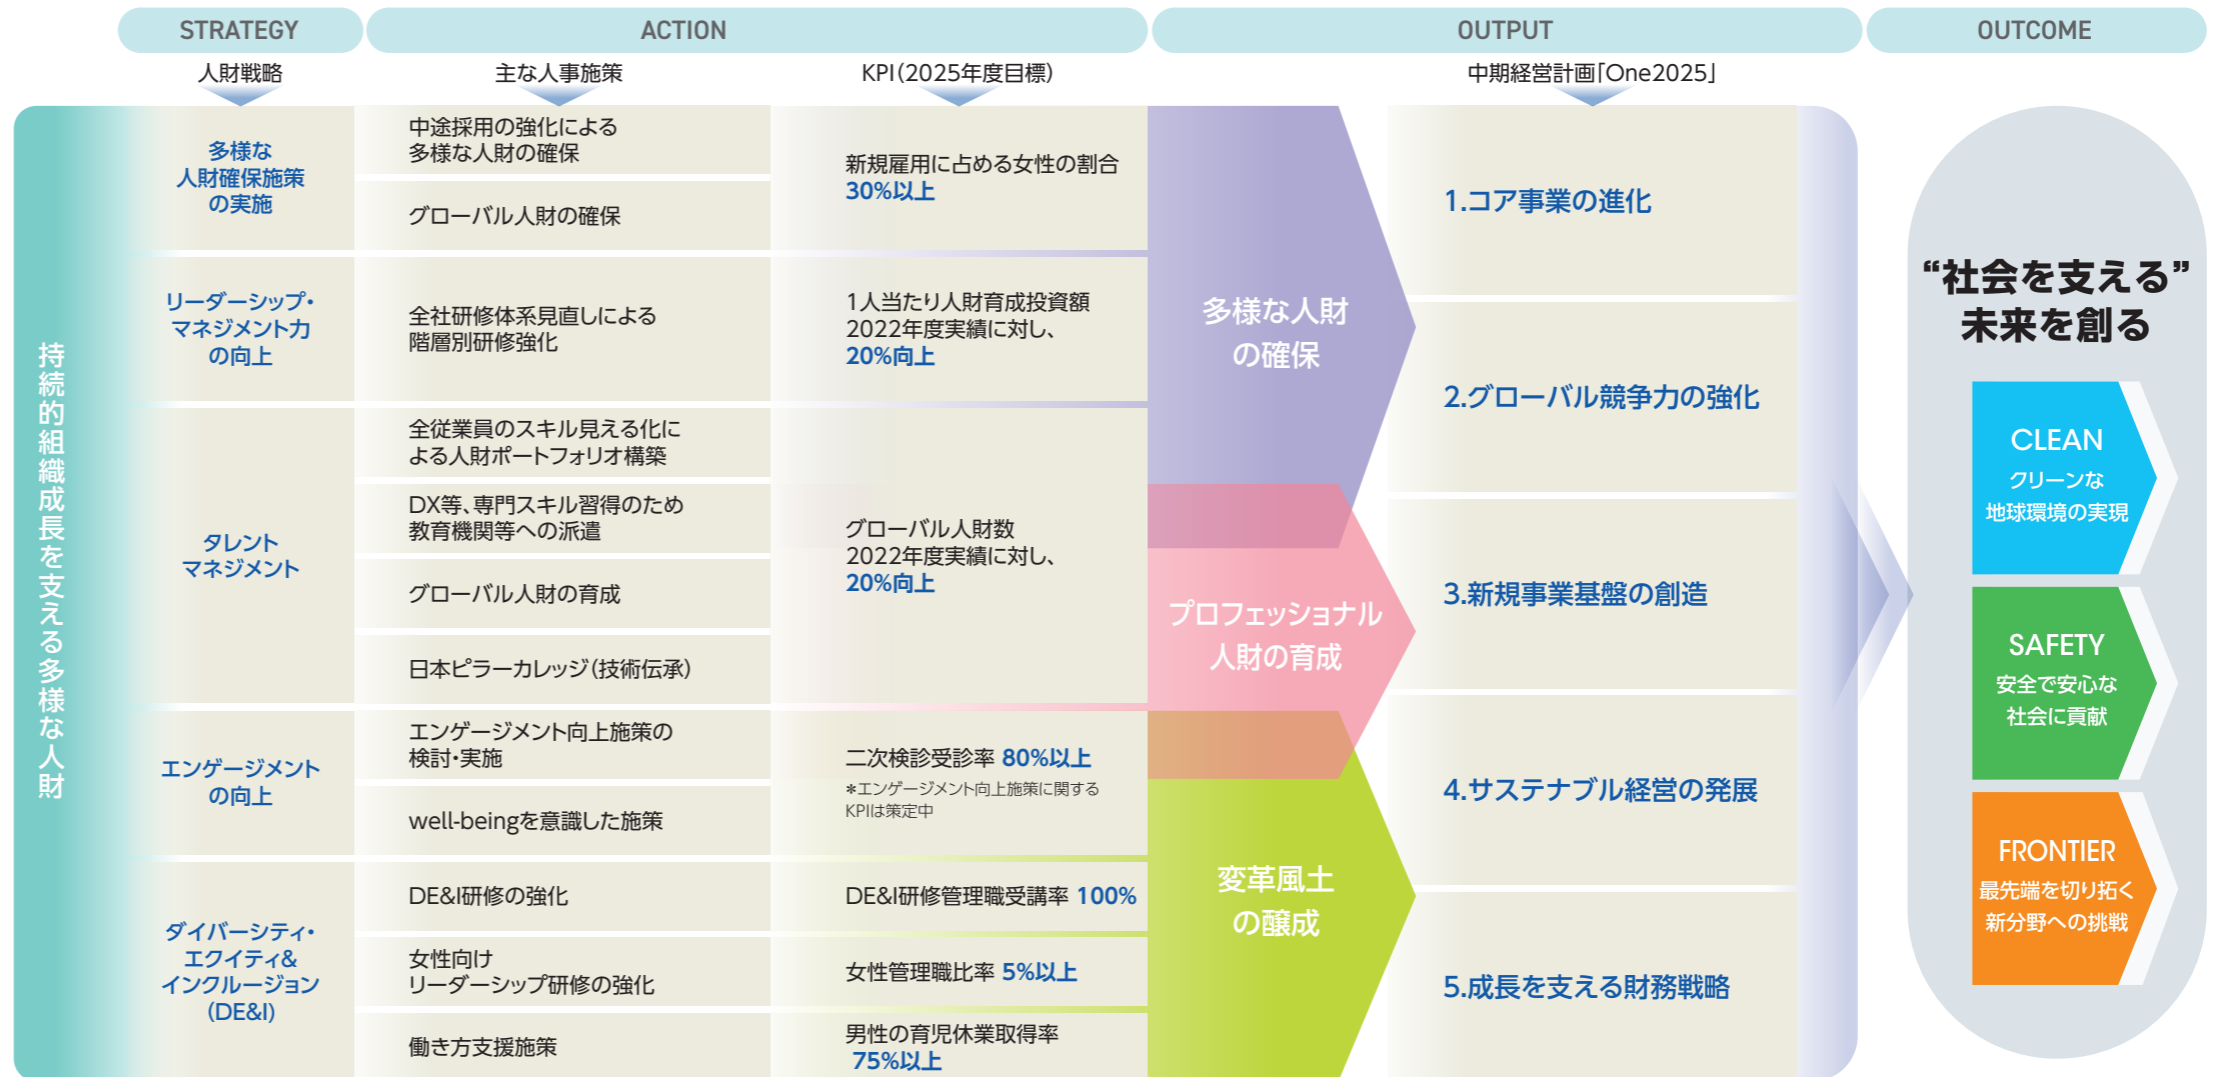 STRATEGY
ACTION
OUTPUT
OUTCOME
人財戦略
主な人事施策
KPI（2025年度目標）
中期経営計画「One2025」
持続的組織成長を支える多様な人財
多様な
人財確保施策
の実施
中途採用の強化による
多様な人財の確保
グローバル人財の確保
新規雇用に占める女性の割合
30%以上
リーダーシップ・
マネジメント力
の向上
全社研修体系見直しによる
階層別研修強化
1人当たり人財育成投資額
2022年度実績に対し、
20%向上
タレント
マネジメント
全従業員のスキル見える化に
よる人財ポートフォリオ構築
DX等、専門スキル習得のため
教育機関等への派遣
グローバル人財の育成
日本ピラーカレッジ（技術伝承）
グローバル人財数
2022年度実績に対し、
20%向上
エンゲージメント
の向上
エンゲージメント向上施策の
検討・実施
well-beingを意識した施策
二次検診受診率 80%以上
＊エンゲージメント向上施策に関する
KPIは策定中
ダイバーシティ・
エクイティ&
インクルージョン
（DE&I）
DE&I研修の強化
DE&I研修管理職受講率 100%
女性向け
リーダーシップ研修の強化
女性管理職比率 5%以上
働き方支援施策
男性の育児休業取得率
75%以上
多様な人財
の確保
プロフェッショナル
人財の育成
変革風土
の醸成
1.コア事業の進化
2.グローバル競争力の強化
3.新規事業基盤の創造
4.サステナブル経営の発展
5.成長を支える財務戦略
“社会を支える”
未来を創る
CLEAN
クリーンな
地球環境の実現
SAFETY
安全で安心な
社会に貢献
FRONTIER
最先端を切り拓く
新分野への挑戦